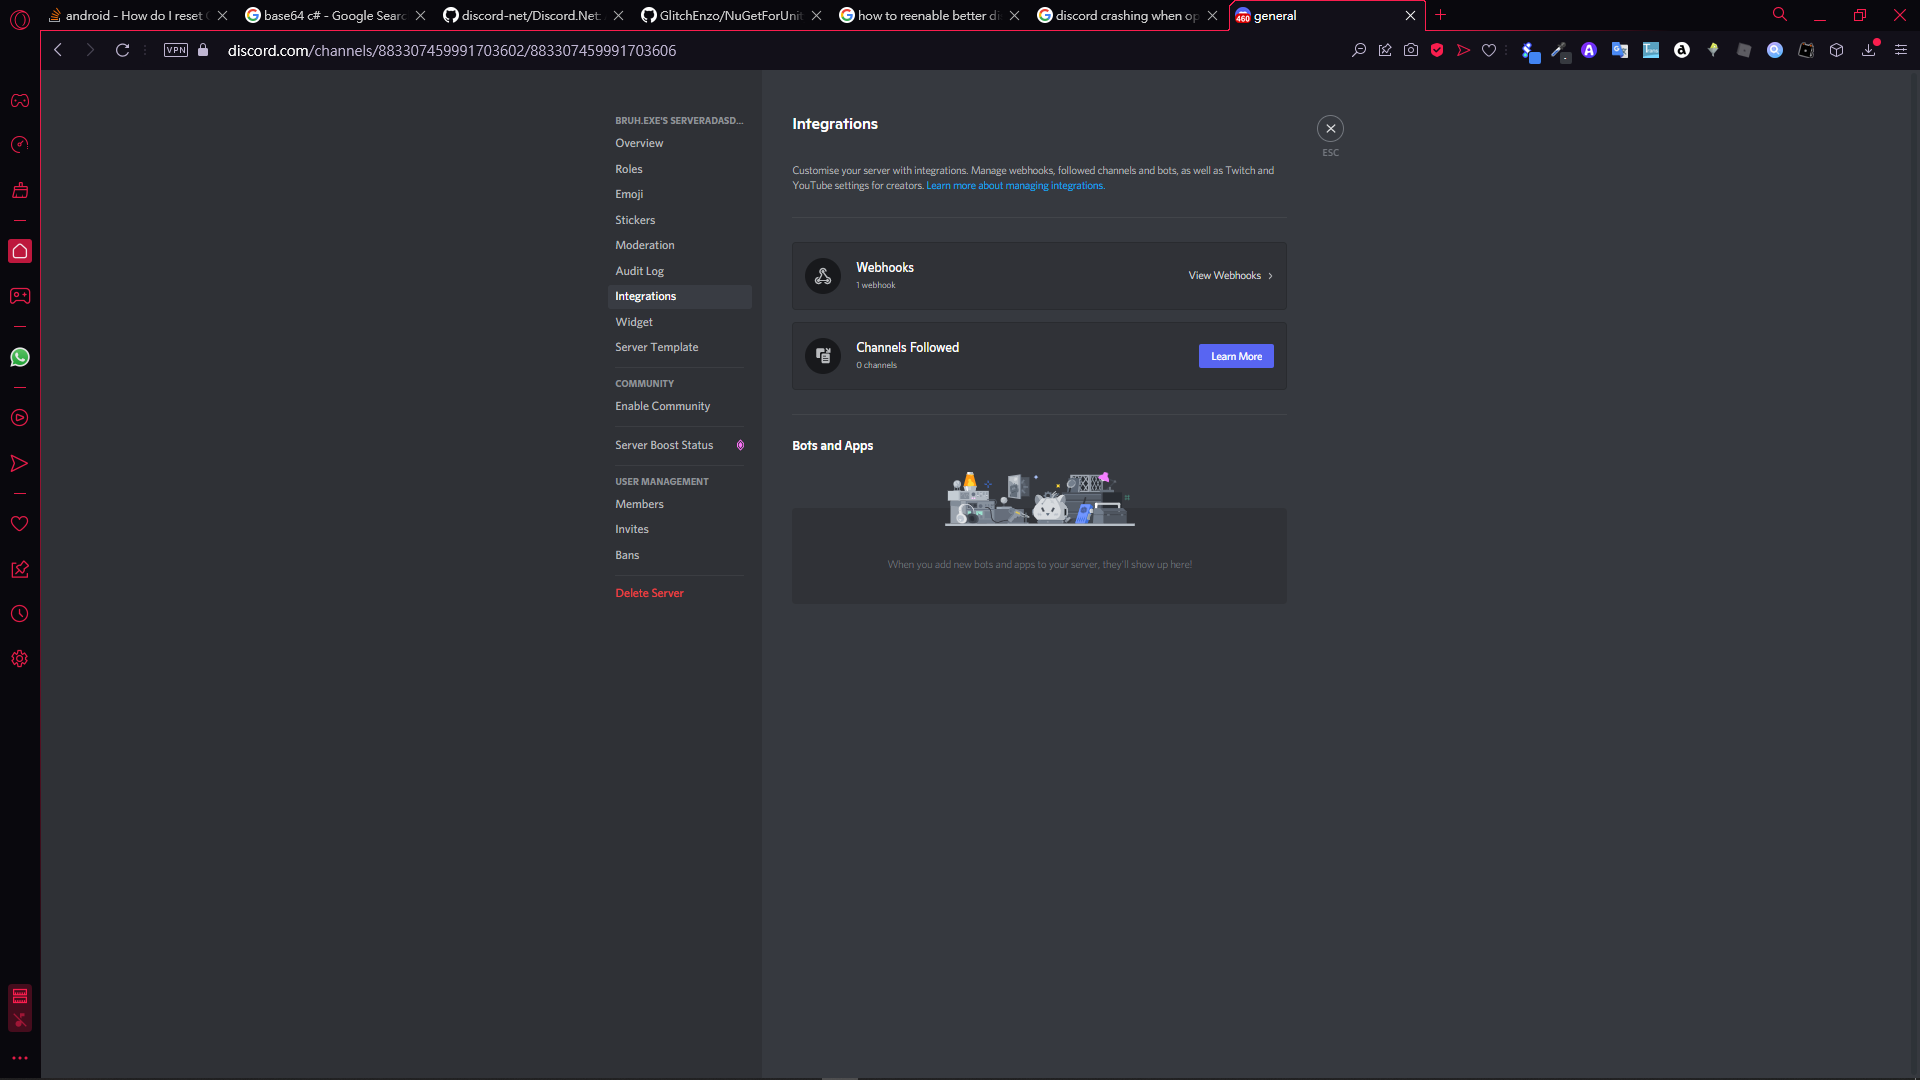 android - How do I reset
base64 c# - Google Searc
discord-net/Discord.Net:
GlitchEnzo/NuGetForUnit
how to reenable better di
discord crashing when op
460
general
VPN
discord.com/channels/883307459991703602/883307459991703606
BRUH.EXE'S SERVERADASD...
Overview
Roles
Emoji
Stickers
Moderation
Audit Log
Integrations
Widget
Server Template
COMMUNITY
Enable Community
Server Boost Status
USER MANAGEMENT
Members
Invites
Bans
Delete Server
Integrations
ESC
Customise your server with integrations. Manage webhooks, followed channels and bots, as well as Twitch and
YouTube settings for creators. Learn more about managing integrations.
Webhooks
1 webhook
View Webhooks
Channels Followed
0 channels
Learn More
Bots and Apps
When you add new bots and apps to your server, they'll show up here!